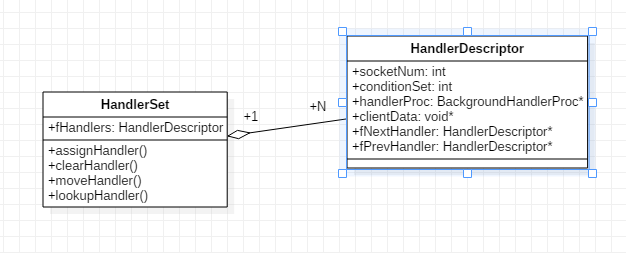 HandlerDescriptor
+socketNum: int
+conditionSet: int
+handlerProc: BackgroundHandlerProc*
+clientData: void*
+fNextHandler: HandlerDescriptor*
+fPrevHandler: HandlerDescriptor*
HandlerSet
+fHandlers: HandlerDescriptor
+assignHandler()
+clearHandler()
+moveHandler()
+lookupHandler()
+1
+N